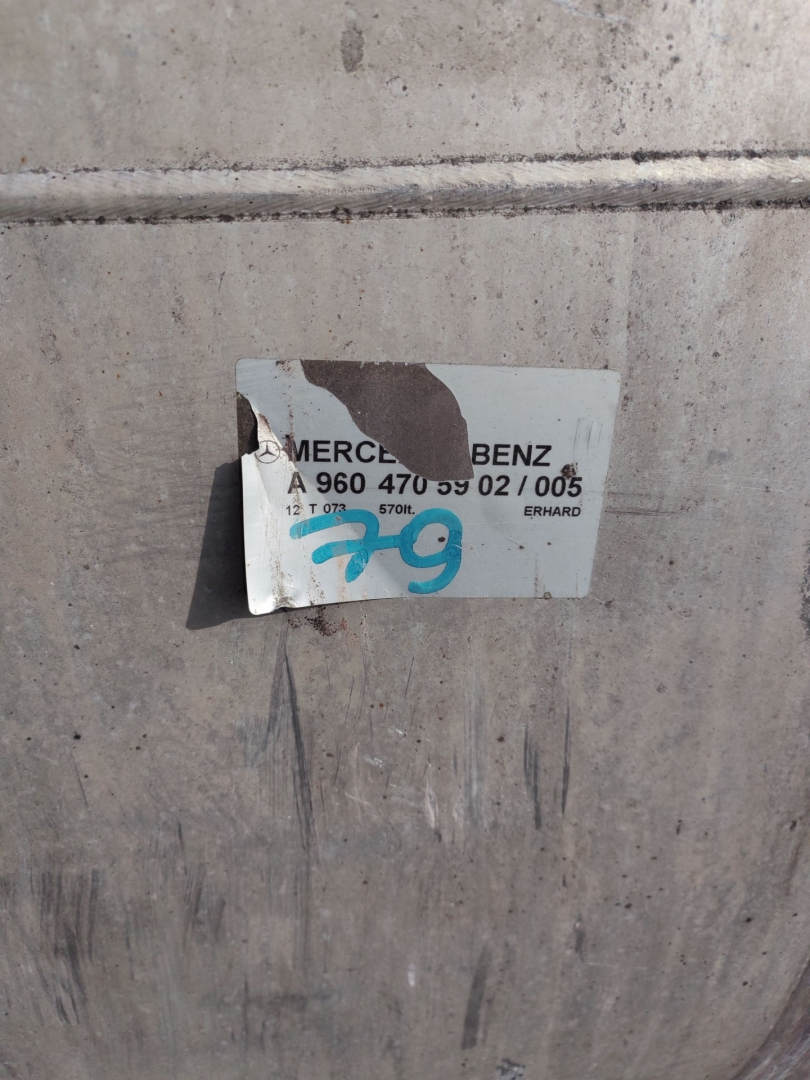 MERCE BENZ
A 960 470 59 02 / 005
12 T 073 570lt. ERHARD
79